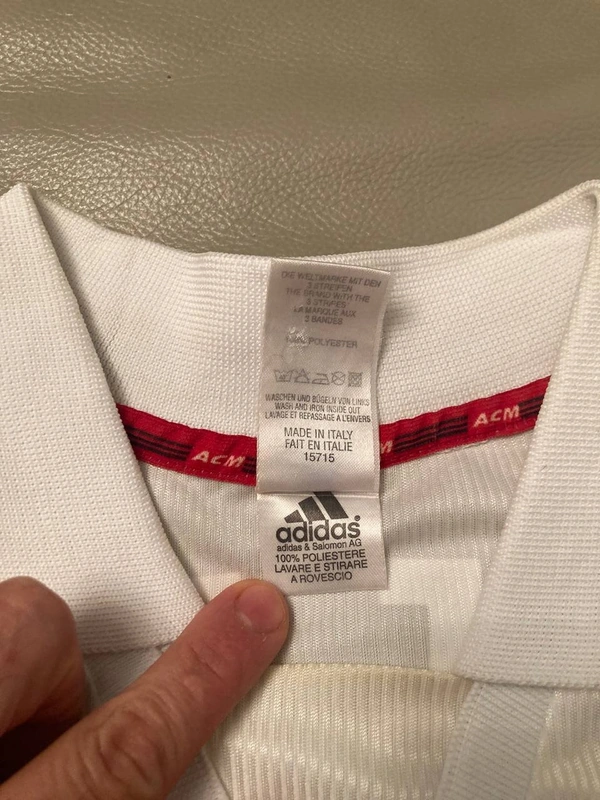 DIE WELTMARKE MIT DEN
3 STREIFEN
THE BRAND WITH THE
3 STRIPES
LA MARQUE AUX
3 BANDES
POLYESTER
WASCHEN UND BÜGELN VON LINKS
WASH AND IRON INSIDE OUT
LAVAGE ET REPASSAGE A L'ENVERS
MADE IN ITALY
FAIT EN ITALIE
15715
ACM
ACM
adidas®
adidas & Salomon AG
100% POLIESTERE
LAVARE E STIRARE
A ROVESCIO